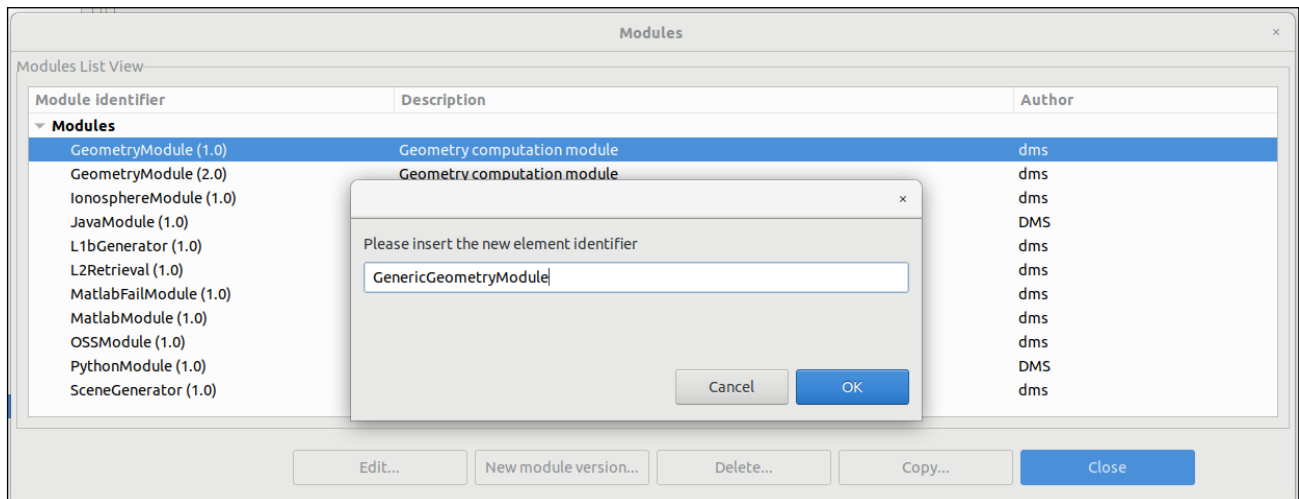 Modules
Modules List View
Module identifier Description Author
Modules
GeometryModule (1.0) Geometry computation module dms
GeometryModule (2.0) Geometry computation module dms
IonosphereModule (1.0) dms
JavaModule (1.0) DMS
L1bGenerator (1.0) dms
L2Retrieval (1.0) dms
MatlabFailModule (1.0) dms
MatlabModule (1.0) dms
OSSModule (1.0) dms
PythonModule (1.0) DMS
SceneGenerator (1.0) dms
Please insert the new element identifier
GenericGeometryModule
Cancel OK
Edit... New module version... Delete... Copy... Close